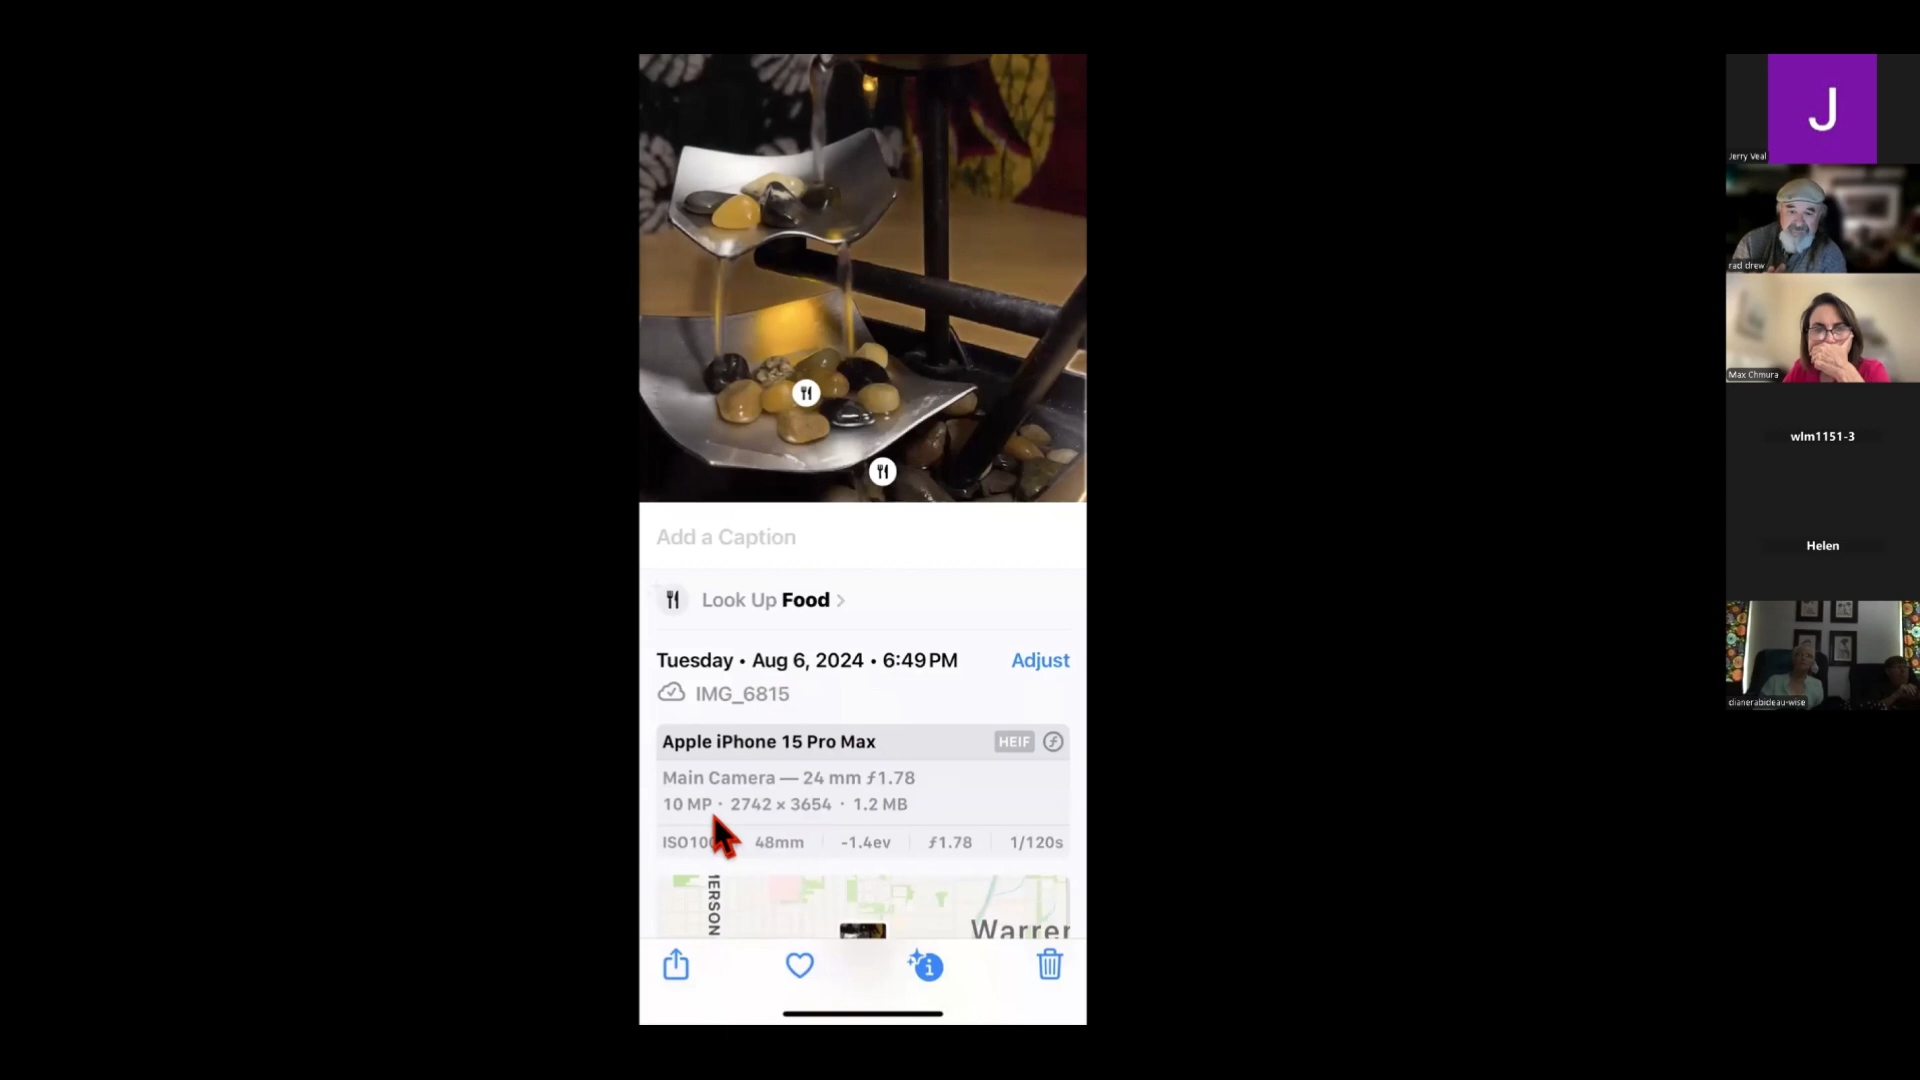 Add a Caption
Look Up Food
Tuesday • Aug 6, 2024 • 6:49 PM
Adjust
IMG_6815
Apple iPhone 15 Pro Max
HEIF
Main Camera — 24 mm ƒ1.78
10 MP · 2742 × 3654 · 1.2 MB
48mm
-1.4ev
ƒ1.78
1/120s
J
Jerry Veal
rad drew
Max Chmura
wlm1151-3
Helen
dianerabideau-wise